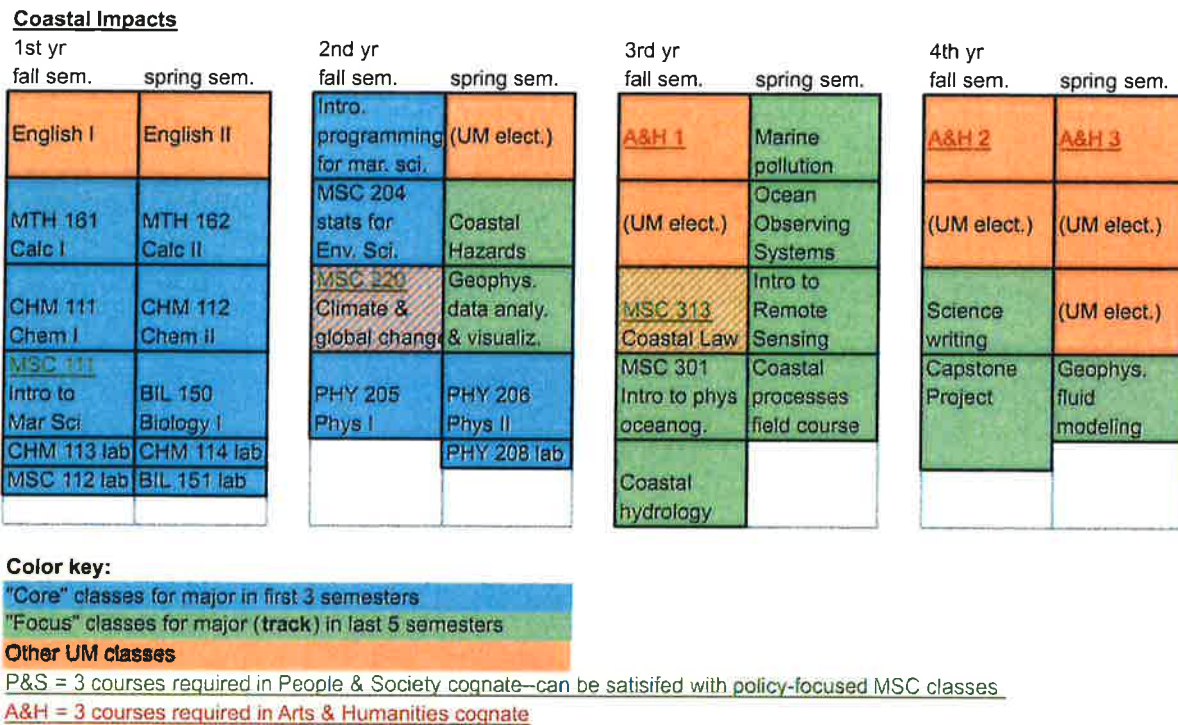 Coastal Impacts
1st yr
fall sem.
spring sem.
English I
English II
MTH 161
Calc I
MTH 162
Calc II
CHM 111
Chem I
CHM 112
Chem iI
MSC 111
Intro to
Mar Sci
BIL 150
Biology I
CHM 113 lab
CHM 114 lab
MSC 112 lab
BIL 151 lab
2nd yr
fall sem.
spring sem.
Intro.
programming
for mar. sci.
(UM elect.)
MSC 204
stats for
Env. Sci.
Coastal
Hazards
MSC 220
Climate &
global change
Geophys.
data analy.
& visualiz.
PHY 205
Phys I
PHY 206
Phys II
PHY 208 lab
3rd yr
fall sem.
spring sem.
A&H 1
Marine
pollution
(UM elect.)
Ocean
Observing
Systems
MSC 313
Coastal Law
Intro to
Remote
Sensing
MSC 301
Intro to phys
oceanog.
Coastal
processes
field course
Coastal
hydrology
4th yr
fall sem.
spring sem.
A&H 2
A&H 3
(UM elect.)
(UM elect.)
Science
writing
(UM elect.)
Capstone
Project
Geophys.
fluid
modeling
Color key:
"Core" classes for major in first 3 semesters
"Focus" classes for major (track) in last 5 semesters
Other UM classes
P&S = 3 courses required in People & Society cognate–can be satisifed with policy-focused MSC classes
A&H = 3 courses required in Arts & Humanities cognate